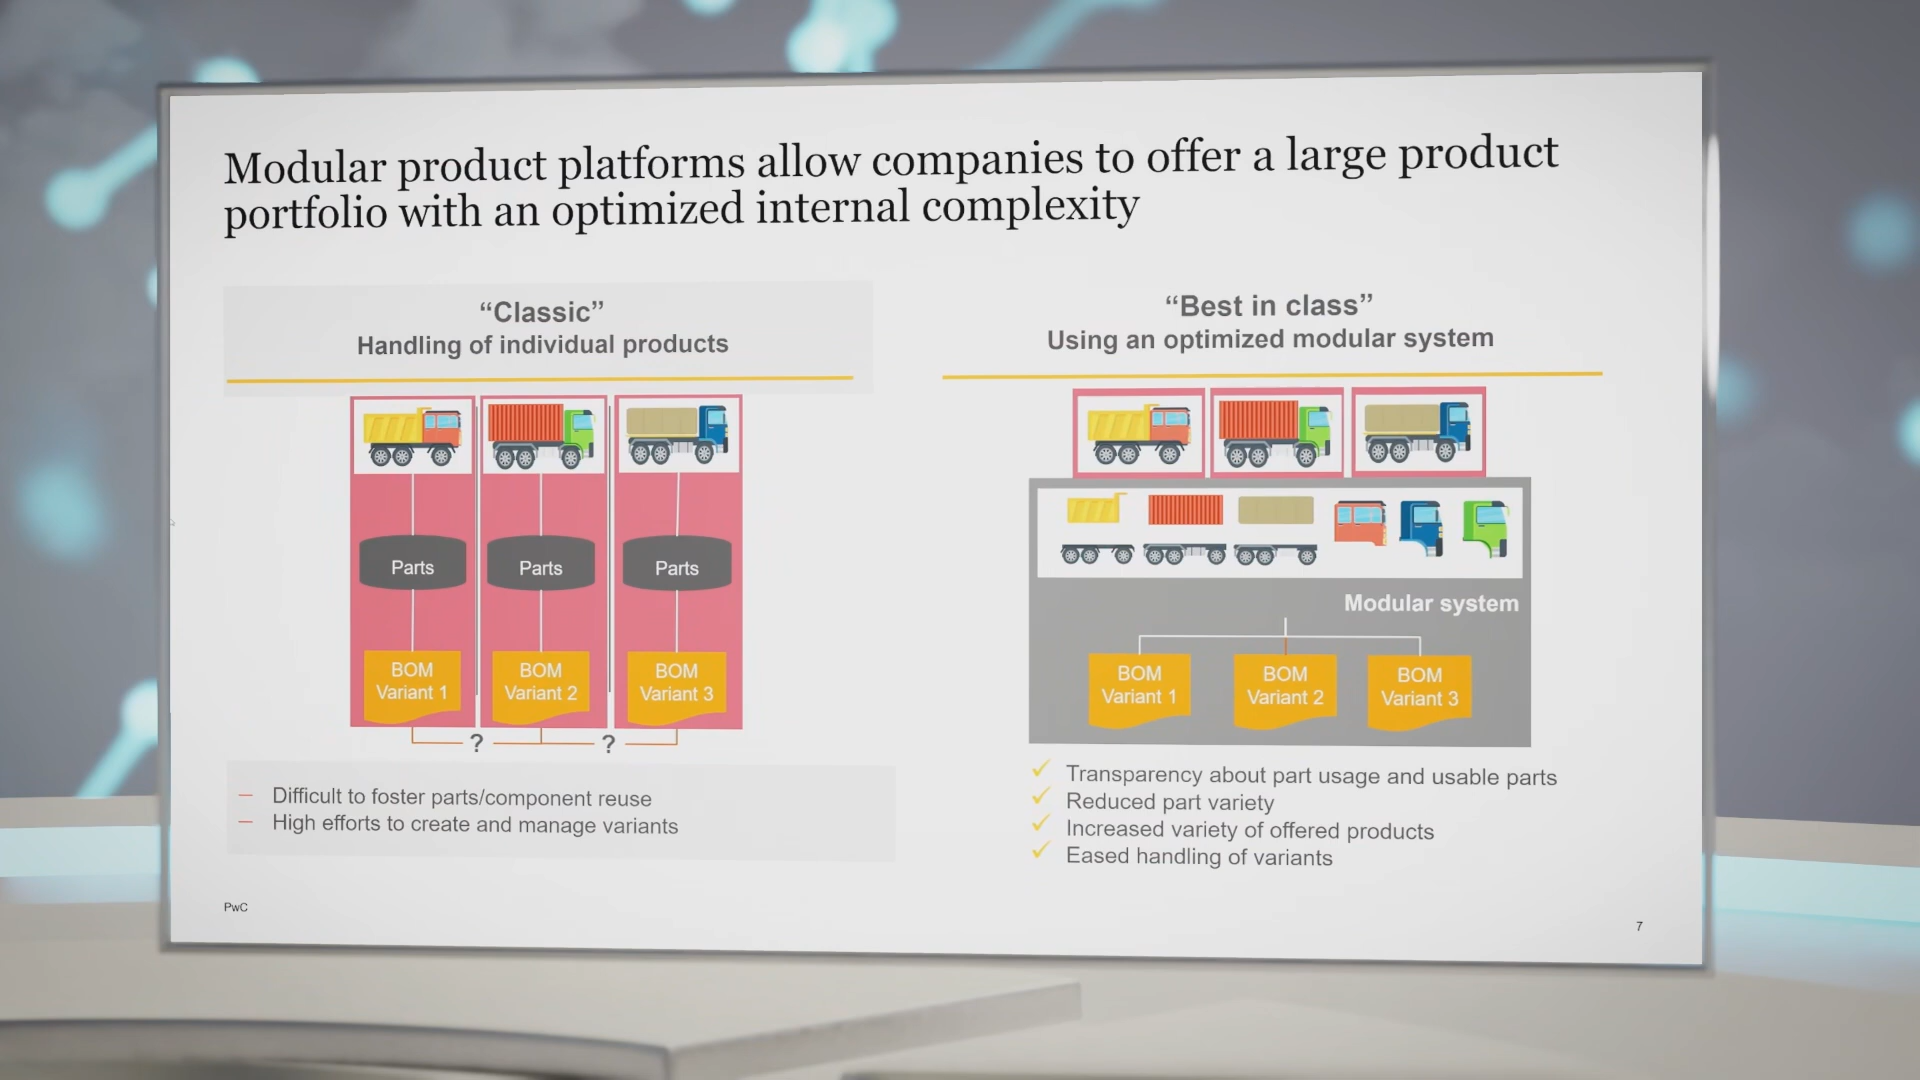 Modular product platforms allow companies to offer a large product
portfolio with an optimized internal complexity
“Classic”
Handling of individual products
Parts
Parts
Parts
BOM
Variant 1
BOM
Variant 2
BOM
Variant 3
?
?
– Difficult to foster parts/component reuse
– High efforts to create and manage variants
“Best in class”
Using an optimized modular system
Modular system
BOM
Variant 1
BOM
Variant 2
BOM
Variant 3
✓ Transparency about part usage and usable parts
✓ Reduced part variety
✓ Increased variety of offered products
✓ Eased handling of variants
PwC
7